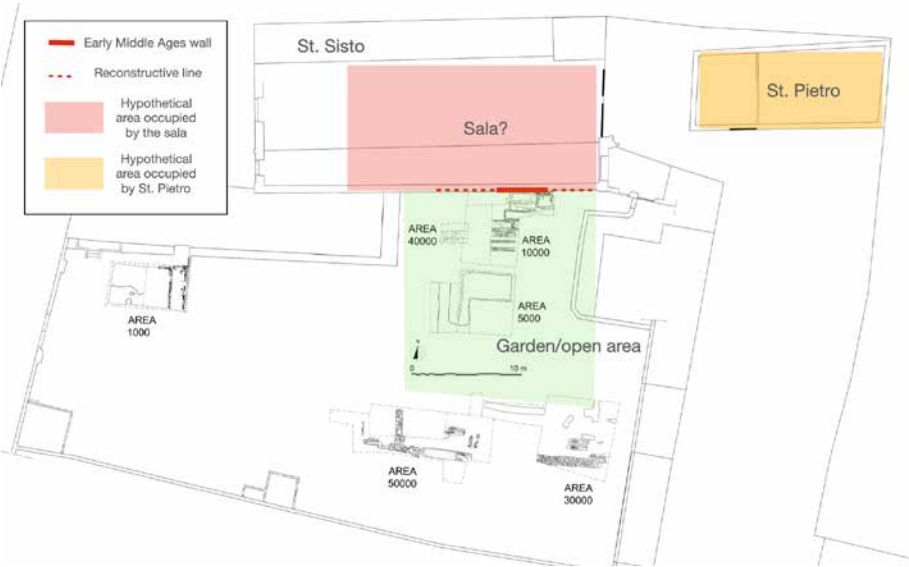 Early Middle Ages wall
Reconstructive line
Hypothetical
area occupied
by the sala
Hypothetical
area occupied
by St. Pietro
St. Sisto
St. Pietro
Sala?
AREA
40000
AREA
10000
AREA
1000
AREA
5000
Garden/open area
0 10 m
AREA
50000
AREA
30000